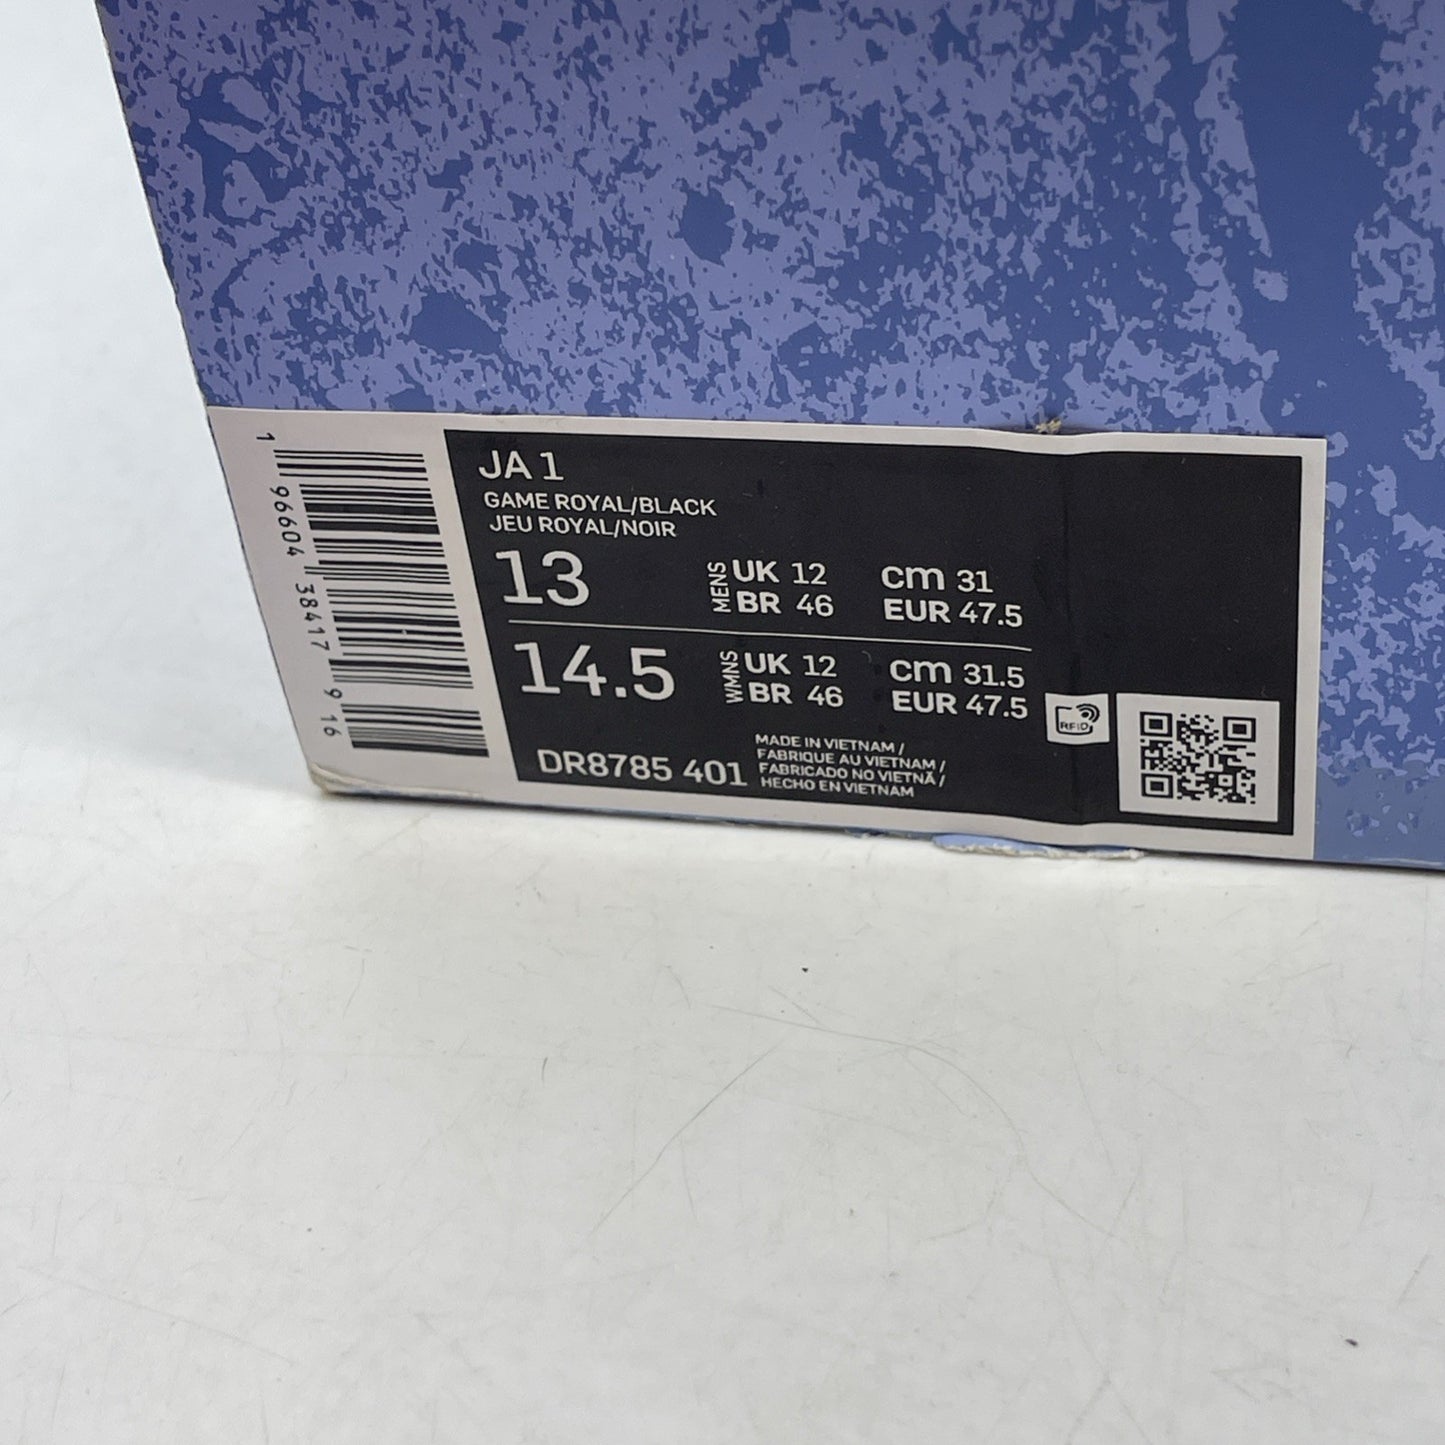 JA 1
GAME ROYAL/BLACK
JEU ROYAL/NOIR
13 MENS UK 12 cm 31
BR 46 EUR 47.5
14.5 WMNS UK 12 cm 31.5
BR 46 EUR 47.5
DR8785 401
MADE IN VIETNAM /
FABRIQUE AU VIETNAM /
FABRICADO NO VIETNÃ /
HECHO EN VIETNAM
RFID
1 96604 38417 9 16